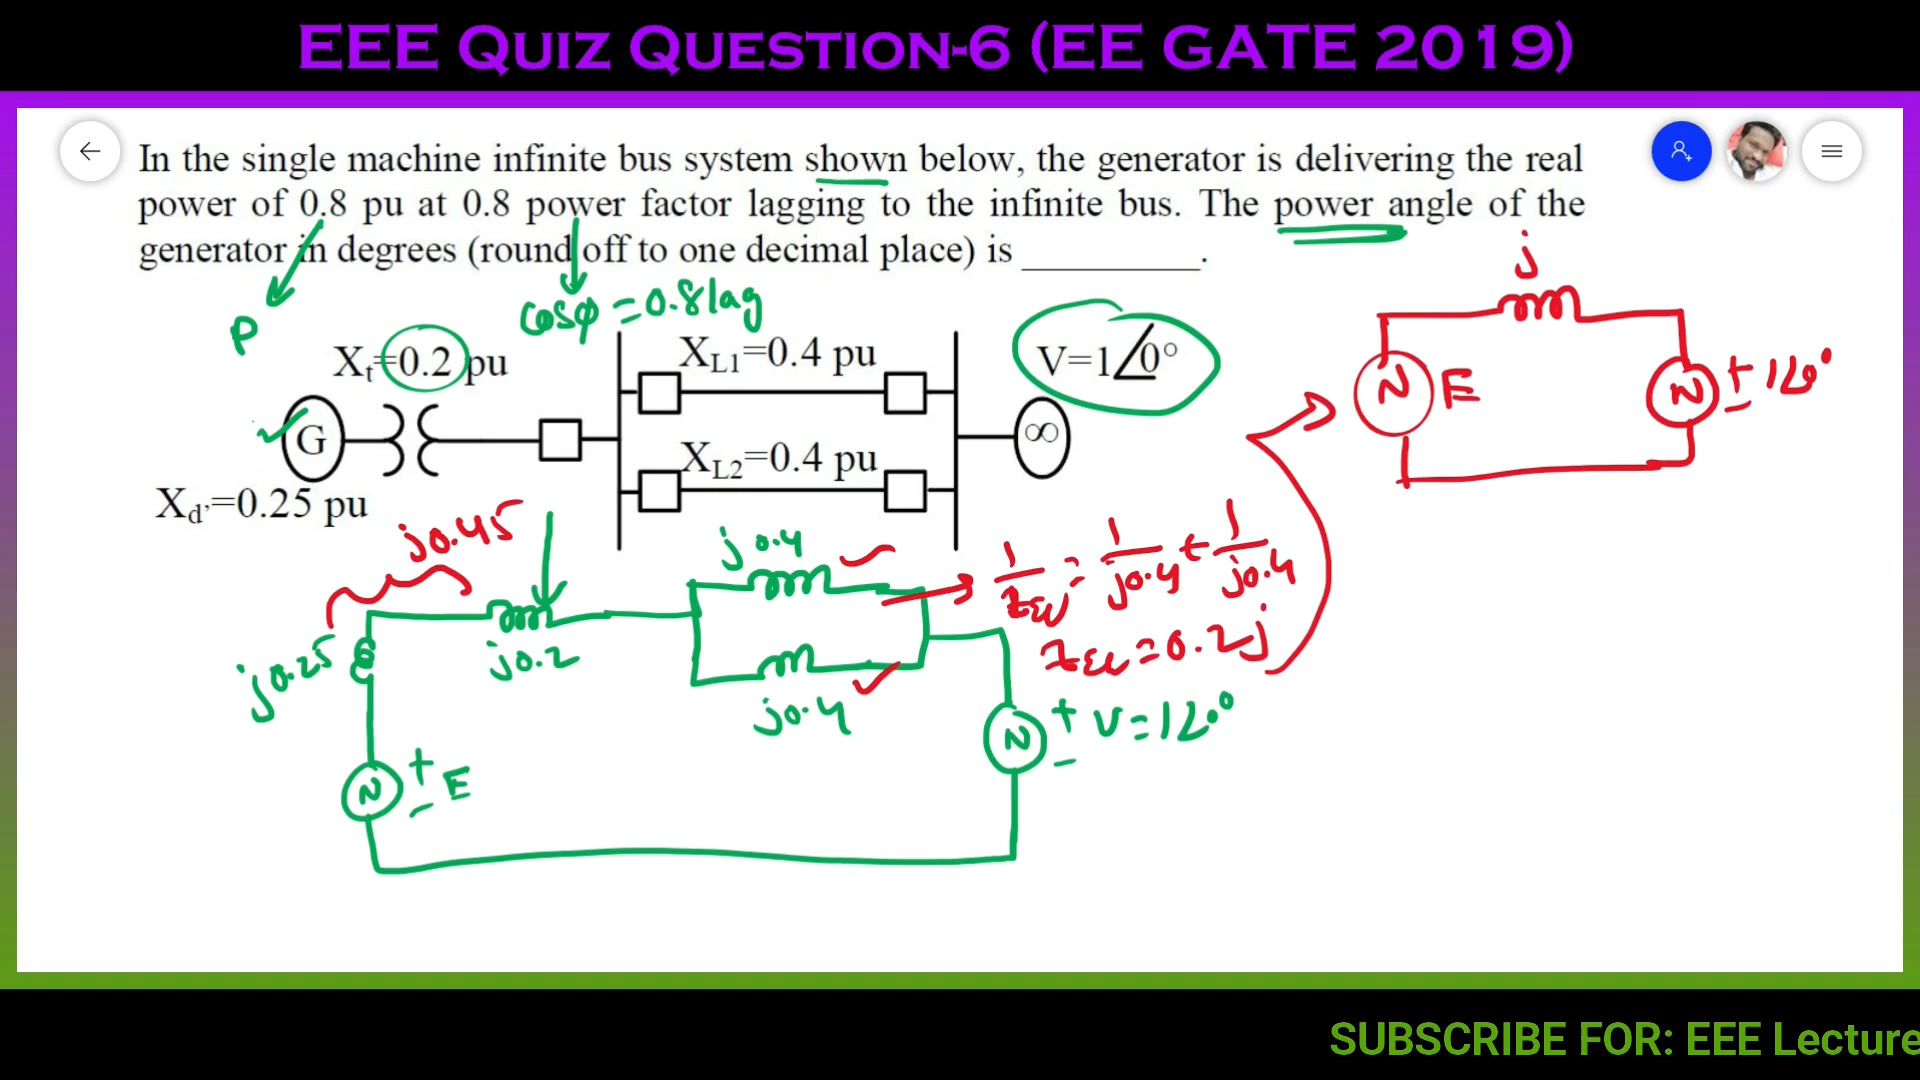 EEE QUIZ QUESTION-6 (EE GATE 2019)
In the single machine infinite bus system shown below, the generator is delivering the real
power of 0.8 pu at 0.8 power factor lagging to the infinite bus. The power angle of the
generator in degrees (round off to one decimal place) is _________.
P
cosφ = 0.8 lag
Xt=0.2 pu
XL1=0.4 pu
V=1∠0°
G
∞
XL2=0.4 pu
Xd'=0.25 pu
j
E
+
-
1∠0°
j0.45
j0.4
1/ZEq = 1/j0.4 + 1/j0.4
ZEq = 0.2j
j0.25
j0.2
j0.4
+
-
V = 1∠0°
+
-
E
SUBSCRIBE FOR: EEE Lecture